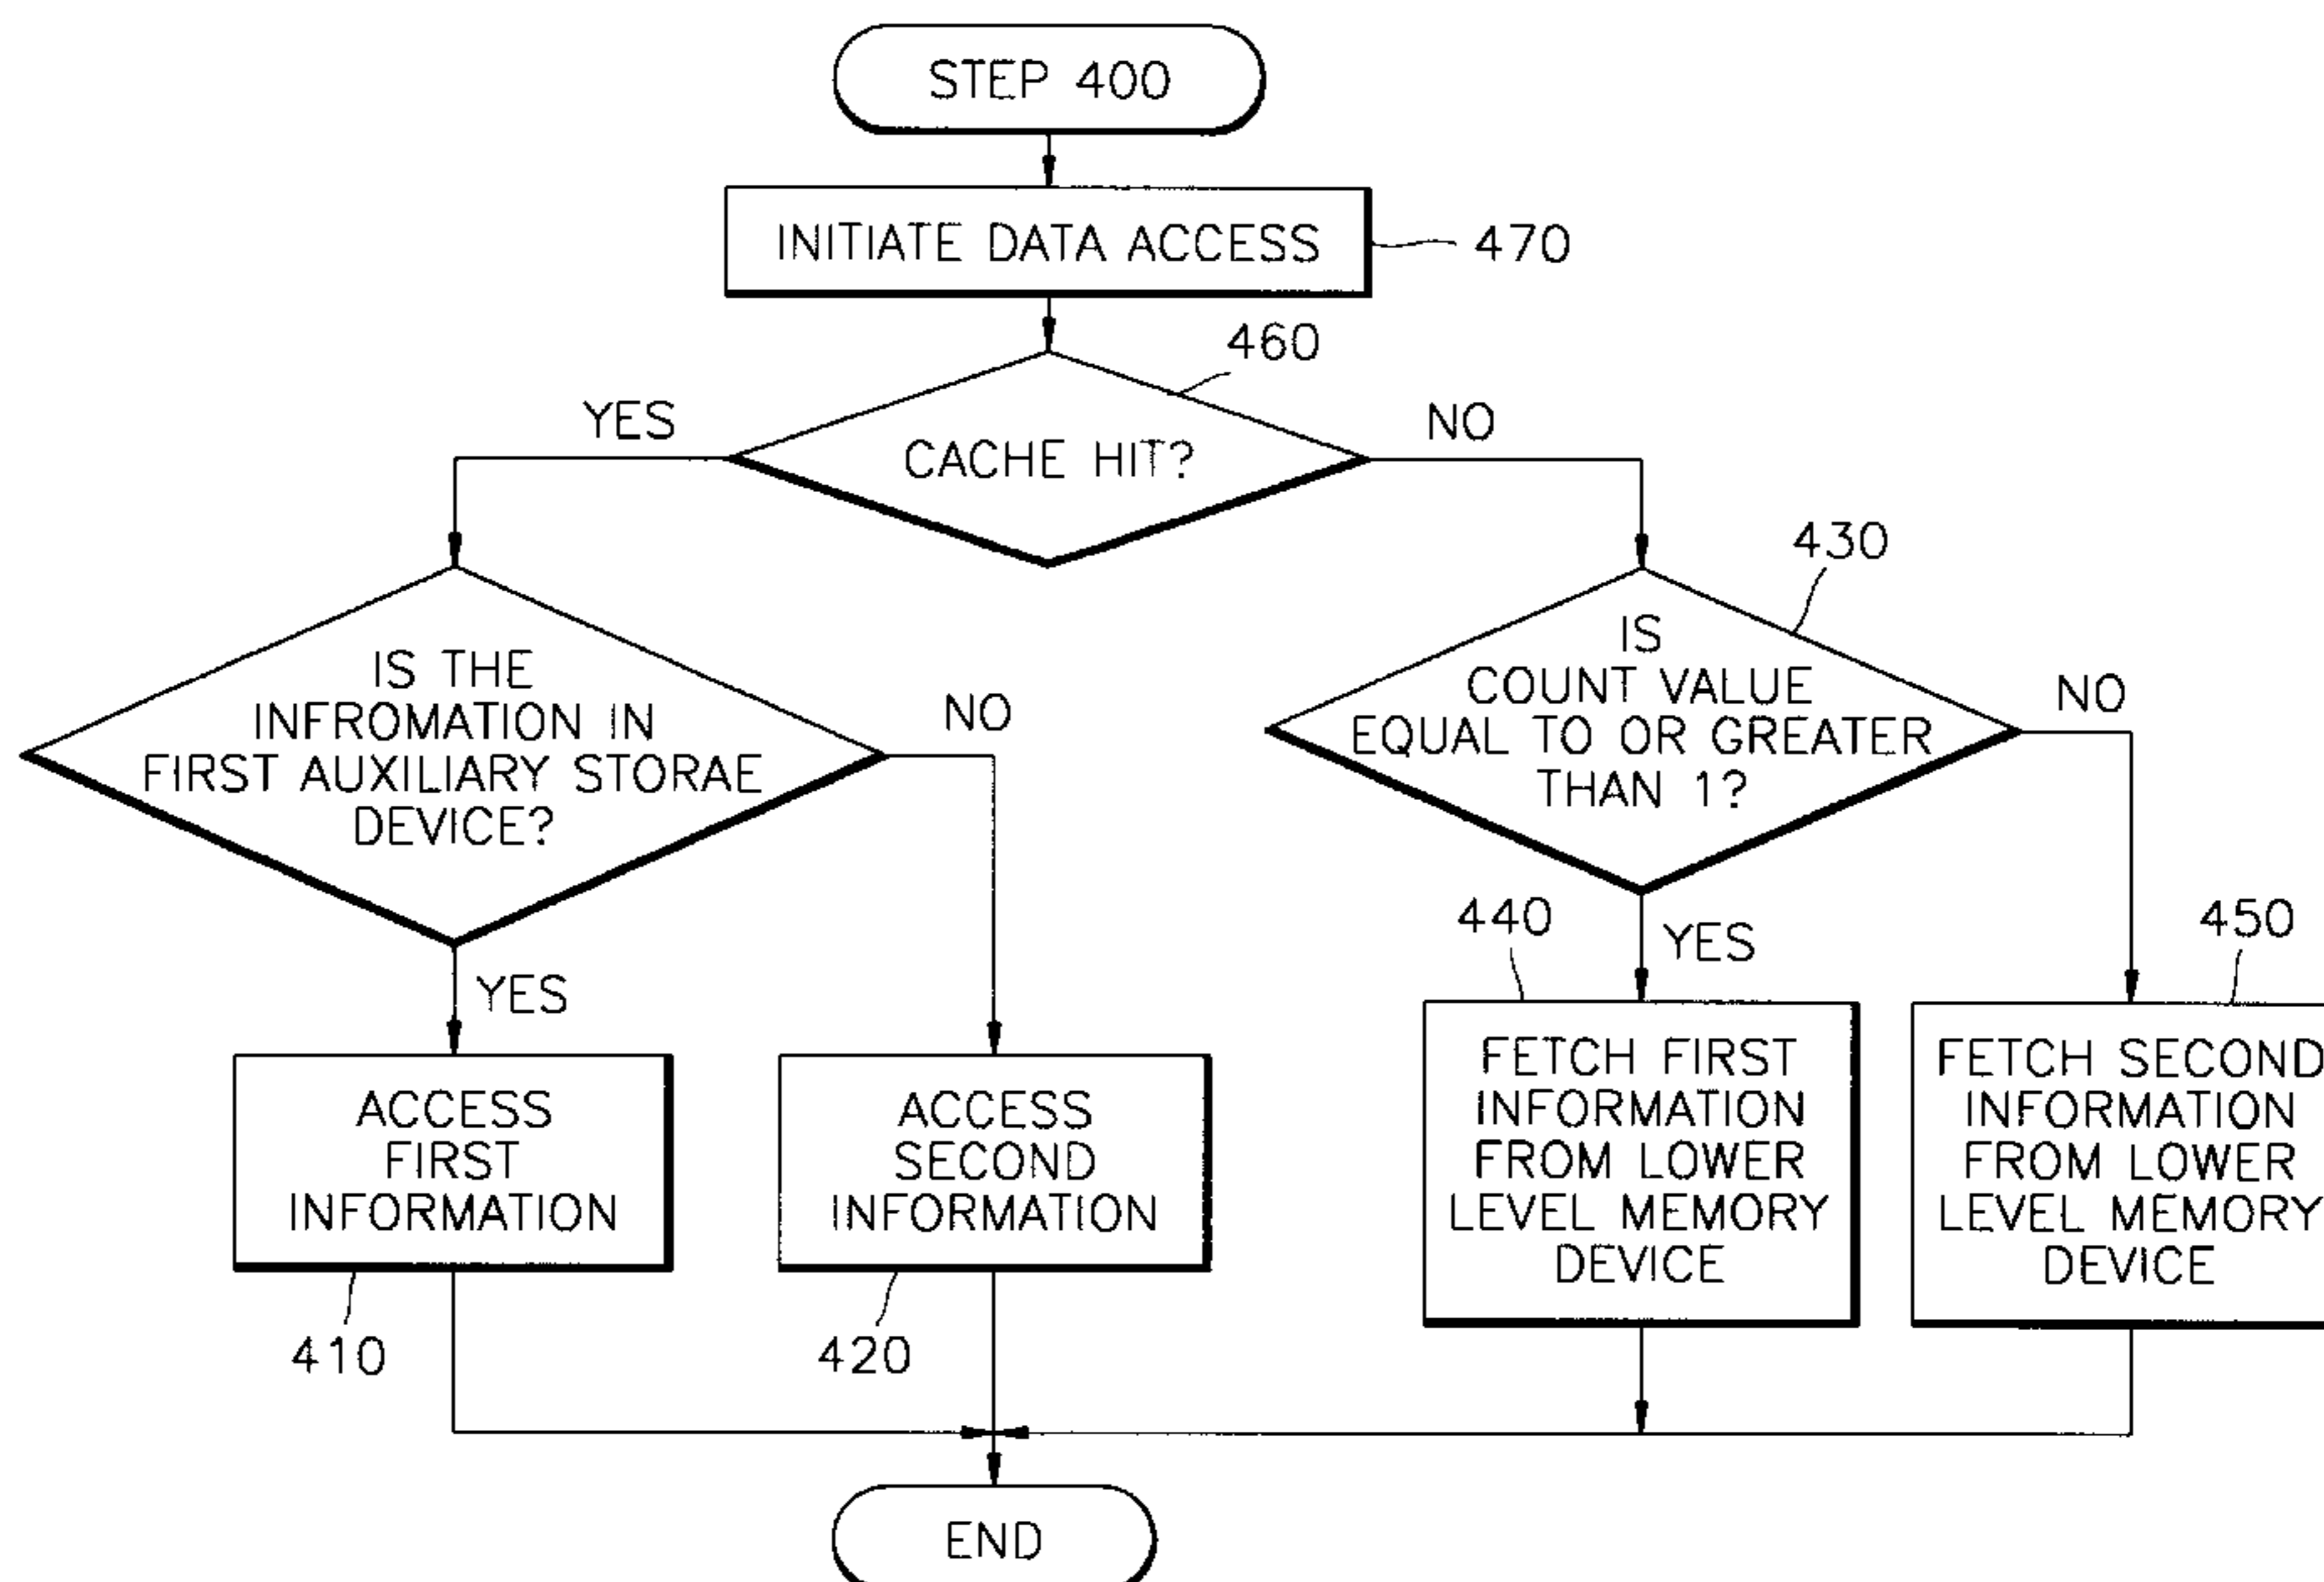 STEP 400
INITIATE DATA ACCESS
470
460
YES
CACHE HIT?
NO
430
IS THE
INFROMATION IN
FIRST AUXILIARY STORAE
DEVICE?
NO
IS
COUNT VALUE
EQUAL TO OR GREATER
THAN 1?
NO
YES
440
YES
450
ACCESS
FIRST
INFORMATION
410
ACCESS
SECOND
INFORMATION
420
FETCH FIRST
INFORMATION
FROM LOWER
LEVEL MEMORY
DEVICE
FETCH SECOND
INFORMATION
FROM LOWER
LEVEL MEMORY
DEVICE
END